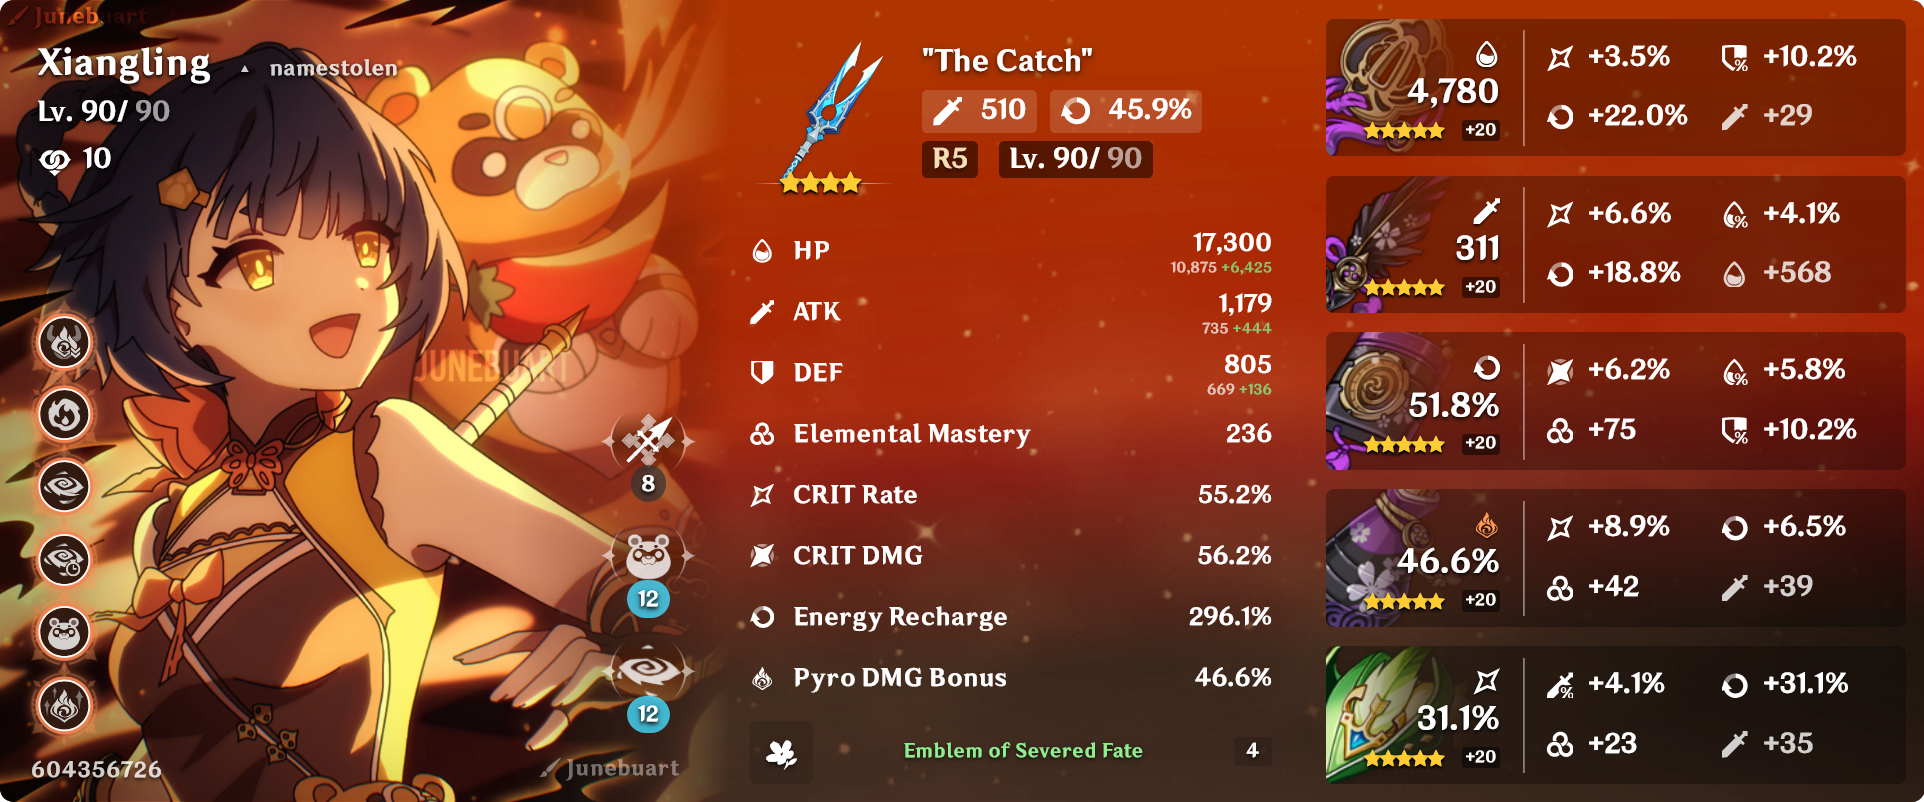 Junebuart
Xiangling
namestolen
Lv. 90/ 90
10
JUNEBUART
8
12
12
604356726
Junebuart
"The Catch"
510
45.9%
R5
Lv. 90/ 90
HP
17,300
10,875 +6,425
ATK
1,179
735 +444
DEF
805
669 +136
Elemental Mastery
236
CRIT Rate
55.2%
CRIT DMG
56.2%
Energy Recharge
296.1%
Pyro DMG Bonus
46.6%
Emblem of Severed Fate
4
4,780
+20
+3.5%
+10.2%
+22.0%
+29
311
+20
+6.6%
+4.1%
+18.8%
+568
51.8%
+20
+6.2%
+5.8%
+75
+10.2%
46.6%
+20
+8.9%
+6.5%
+42
+39
31.1%
+20
+4.1%
+31.1%
+23
+35